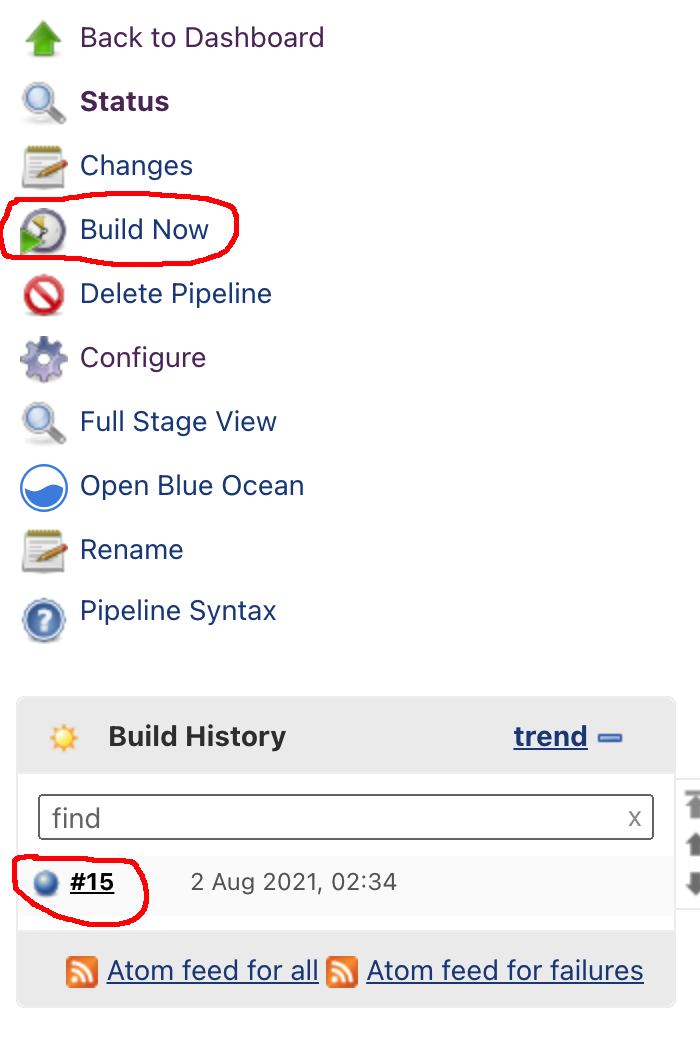 Back to Dashboard
Status
Changes
Build Now
Delete Pipeline
Configure
Full Stage View
Open Blue Ocean
Rename
Pipeline Syntax
Build History trend
find x
#15 2 Aug 2021, 02:34
Atom feed for all Atom feed for failures